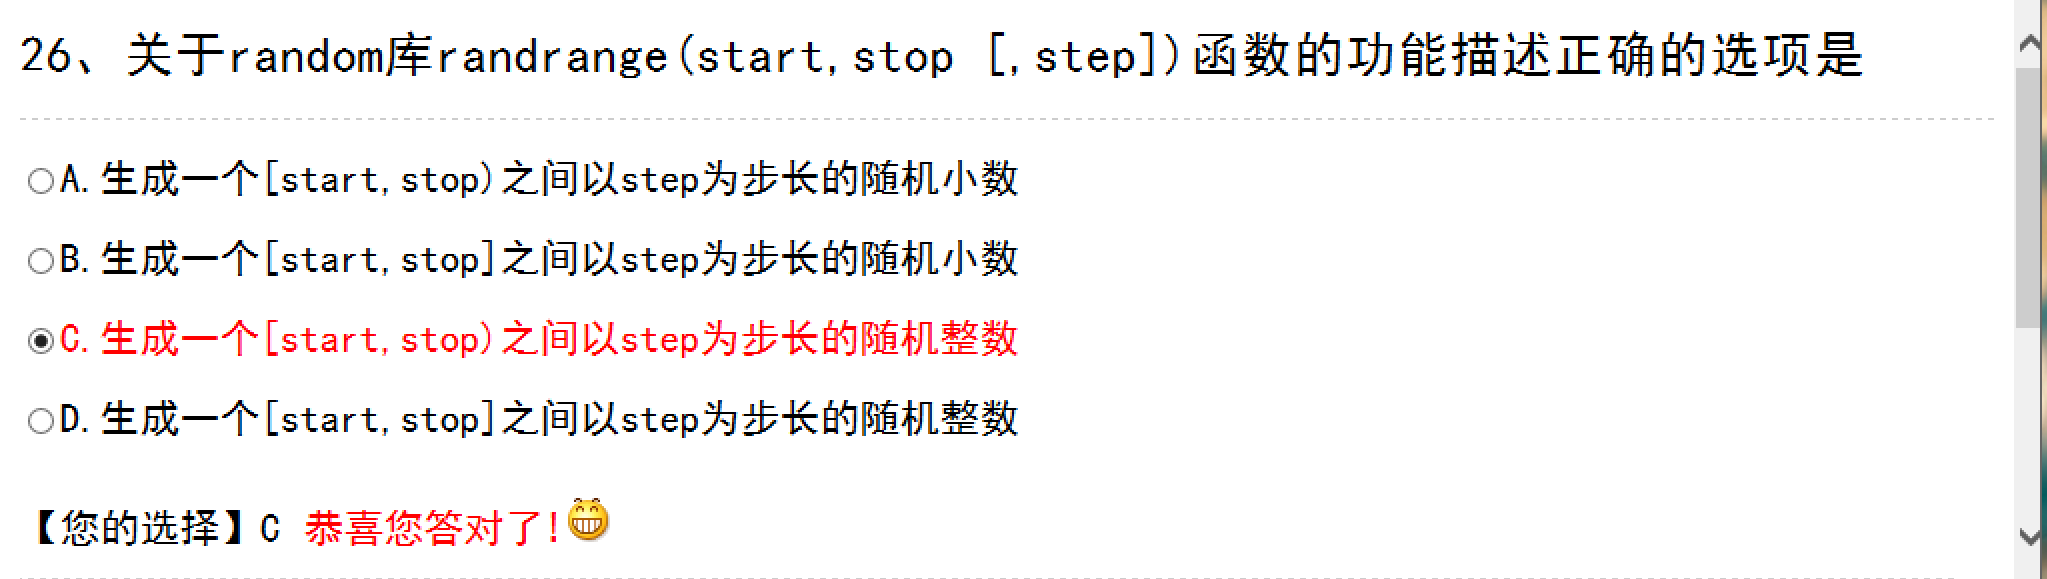 26、关于random库randrange(start,stop [,step])函数的功能描述正确的选项是
A.生成一个[start,stop)之间以step为步长的随机小数
B.生成一个[start,stop]之间以step为步长的随机小数
C.生成一个[start,stop)之间以step为步长的随机整数
D.生成一个[start,stop]之间以step为步长的随机整数
【您的选择】C 恭喜您答对了!